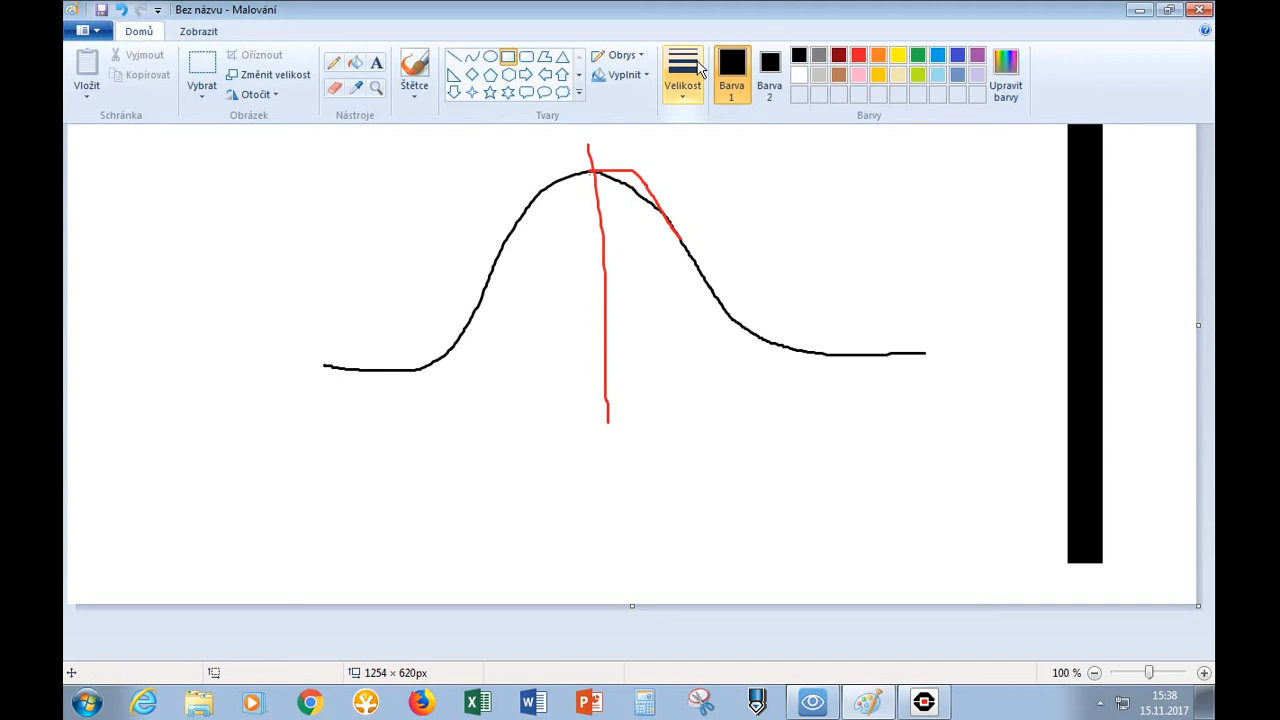 Bez názvu - Malování
Domů
Zobrazit
Vložit
Vyjmout
Kopírovat
Schránka
Vybrat
Oříznout
Změnit velikost
Otočit
Obrázek
A
Nástroje
Štětce
Obrys
Vyplnit
Tvary
Velikost
Barva
1
Barva
2
Upravit
barvy
Barvy
1254 × 620px
100 %
15:38
15.11.2017